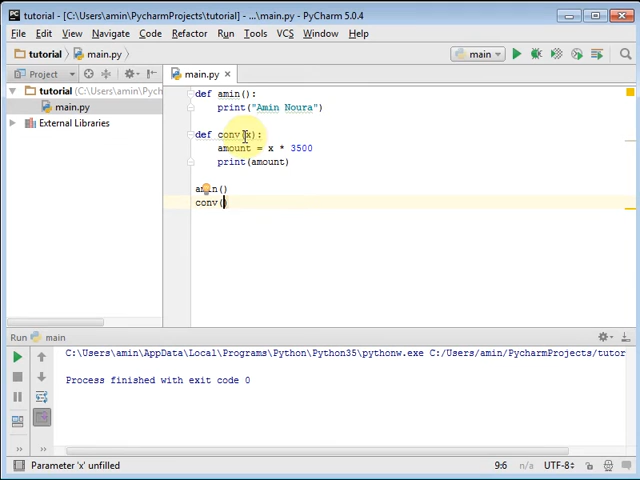 tutorial - [C:\Users\amin\PycharmProjects\tutorial] - ...\main.py - PyCharm 5.0.4
File Edit View Navigate Code Refactor Run Tools VCS Window Help
tutorial main.py main
Project main.py
tutorial (C:\Users\amin\Pych
main.py
External Libraries
def amin():
print("Amin Noura")
def conv(x):
amount = x * 3500
print(amount)
amin()
conv()
Run main
C:\Users\amin\AppData\Local\Programs\Python\Python35\pythonw.exe C:/Users/amin/PycharmProjects/tutor
Process finished with exit code 0
Parameter 'x' unfilled 9:6 n/a UTF-8